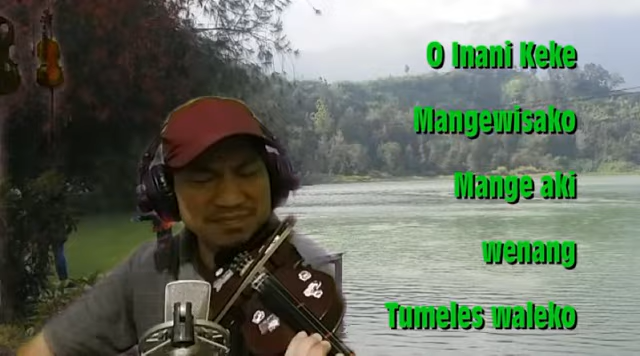 O Inani Keke
Mangewisako
Mange aki
wenang
Tumeles waleko